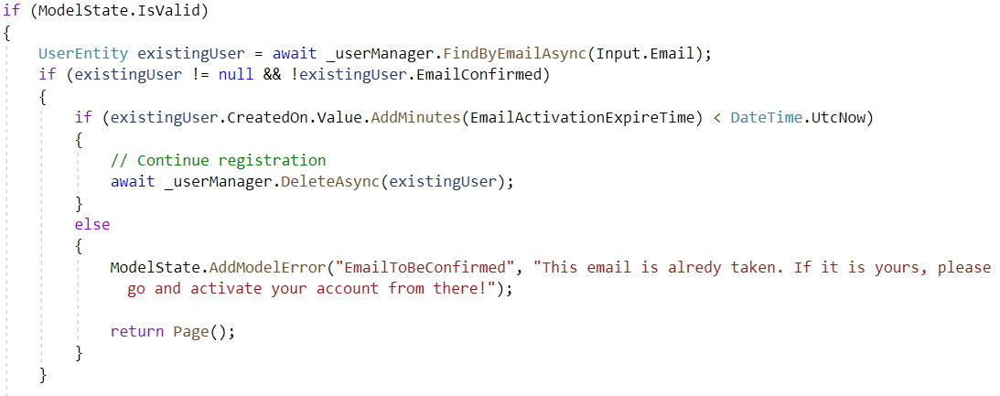 if (ModelState.IsValid)
{
UserEntity existingUser = await _userManager.FindByEmailAsync(Input.Email);
if (existingUser != null && !existingUser.EmailConfirmed)
{
if (existingUser.CreatedOn.Value.AddMinutes(EmailActivationExpireTime) < DateTime.UtcNow)
{
// Continue registration
await _userManager.DeleteAsync(existingUser);
}
else
{
ModelState.AddModelError("EmailToBeConfirmed", "This email is alredy taken. If it is yours, please
go and activate your account from there!");
return Page();
}
}